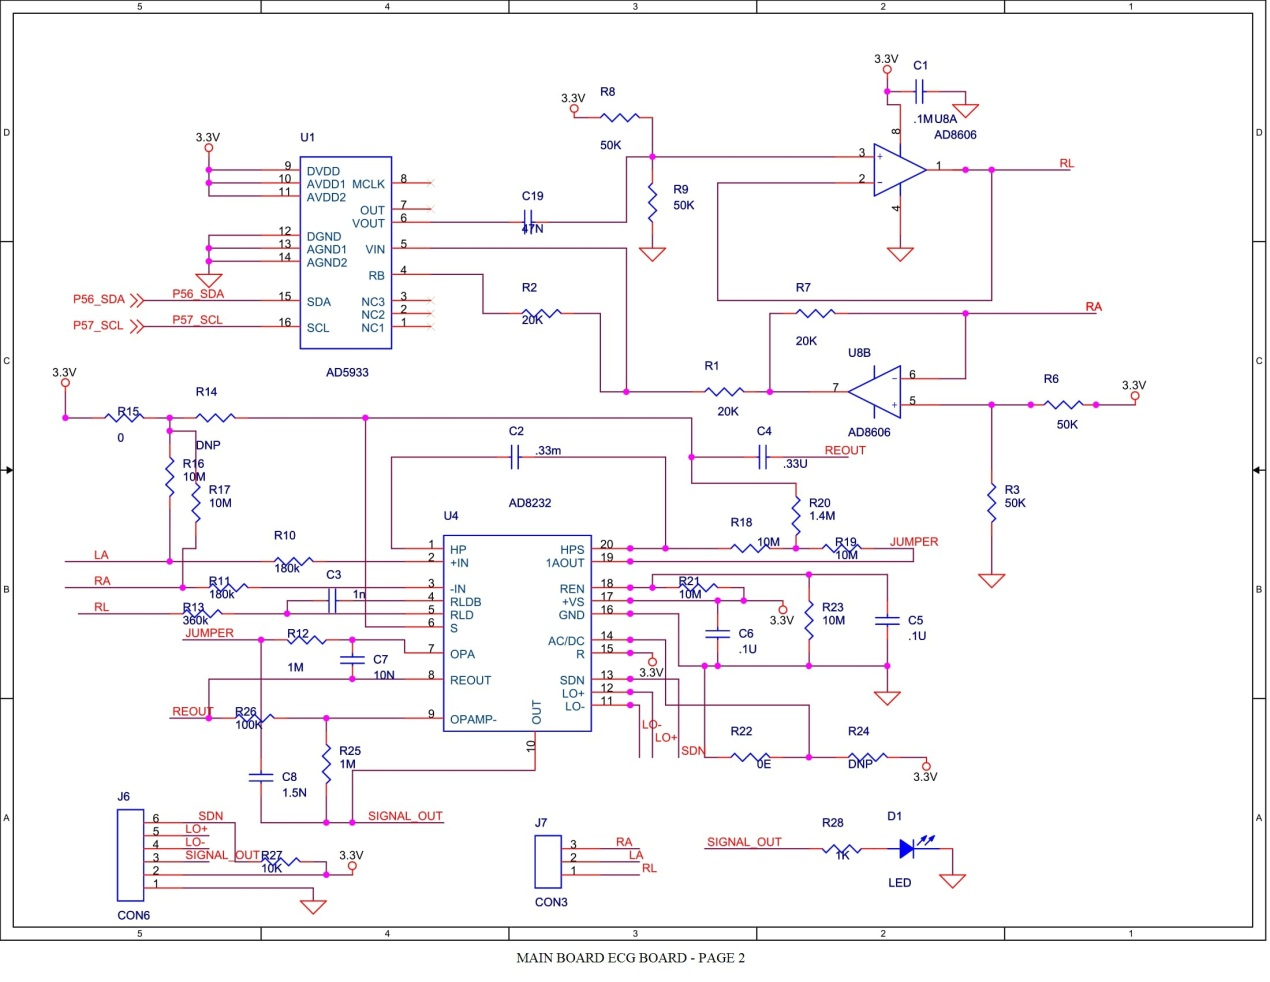 5 4 3 2 1
D D
C C
B B
A A
3.3V
U1
9 DVDD
10 AVDD1 MCLK 8
11 AVDD2
OUT 7
VOUT 6
12 DGND
13 AGND1 VIN 5
14 AGND2
RB 4
P56_SDA P56_SDA 15 SDA NC3 3
NC2 2
P57_SCL P57_SCL 16 SCL NC1 1
AD5933
C19
47N
R2
20K
3.3V
R8
50K
R9
50K
3.3V
C1
.1M U8A
AD8606
8
3 +
2 -
1
4
RL
R7
20K
RA
U8B
R1
20K
7
6 -
5 +
AD8606
R6
50K
3.3V
R3
50K
3.3V
R15
0
R14
DNP
R16
10M
R17
10M
C2
.33m
C4
.33U
REOUT
AD8232
U4
R20
1.4M
R18
10M
R19
10M
JUMPER
LA
R10
180k
RA
R11
180k
C3
1n
RL
R13
360k
JUMPER
R12
1M
C7
10N
1 HP
2 +IN
3 -IN
4 RLDB
5 RLD
6 S
7 OPA
8 REOUT
9 OPAMP-
OUT
10
HPS 20
1AOUT 19
REN 18
+VS 17
GND 16
AC/DC 14
R 15
SDN 13
LO+ 12
LO- 11
R21
10M
3.3V
R23
10M
C5
.1U
C6
.1U
3.3V
LO-
LO+
SDN
R22
0E
R24
DNP
3.3V
REOUT
R26
100K
R25
1M
C8
1.5N
SIGNAL_OUT
J6
6 SDN
5 LO+
4 LO-
3 SIGNAL_OUT
2
1
CON6
R27
10K
3.3V
J7
3 RA
2 LA
1 RL
CON3
SIGNAL_OUT
R28
1K
D1
LED
5 4 3 2 1
MAIN BOARD ECG BOARD - PAGE 2